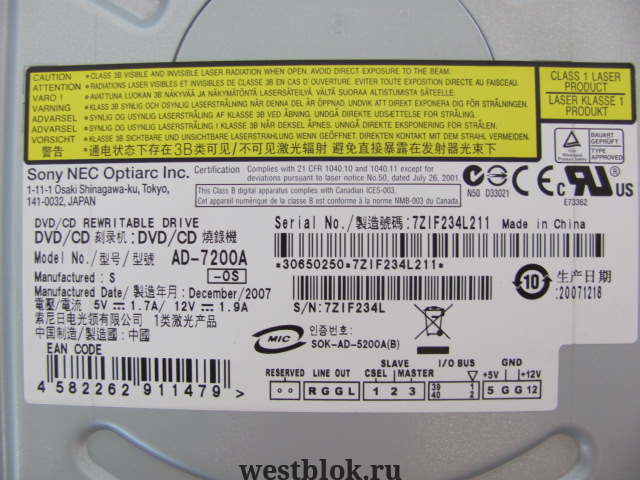 CAUTION • CLASS 3B VISIBLE AND INVISIBLE LASER RADIATION WHEN OPEN. AVOID DIRECT EXPOSURE TO THE BEAM.
ATTENTION • RADIATIONS LASER VISIBLES ET INVISIBLES DE CLASSE 3B EN CAS D'OUVERTURE. EVITER TOUTE EXPOSITION DIRECTE AU FAISCEAU.
VARO ! • AVATTUNA LUOKAN 3B NÄKYVÄÄ JA NÄKYMÄTÖNTÄ LASERSÄTEILYÄ. VÄLTÄ SUORAA ALTISTUMISTA SÄTEELLE.
VARNING • KLASS 3B SYNLIG OCH OSYNLIG LASERSTRÅLNING NÄR DENNA DEL ÄR ÖPPNAD. UNDVIK ATT DIREKT EXPONERA DIG FÖR STRÅLNINGEN.
ADVARSEL • SYNLIG OG USYNLIG LASERSTRÅLING AF KLASSE 3B VED ÅBNING. UNDGÅ DIREKTE UDSÆTTELSE FOR STRÅLING.
ADVARSEL • SYNLIG OG USYNLIG LASERSTRÅLING I KLASSE 3B NÅR DEKSEL ÅPNES. UNNGÅ DIREKTE EKSPONERING FOR STRÅLEN.
VORSICHT • KLASSE 3B SICHTBARE UND UNSICHTBARE LASERSTRAHLUNG WENN GEÖFFNET. DIREKTEN KONTAKT MIT DEM STRAHL VERMEIDEN.
警告 • 通电状态下存在3B类可见/不可见激光辐射 避免直接暴露在发射器光束下
CLASS 1 LASER
PRODUCT
LASER KLASSE 1
PRODUKT
BAUART
GEPRÜFT
TYPE
APPROVED
Sony NEC Optiarc Inc.
1-11-1 Osaki Shinagawa-ku, Tokyo,
141-0032, JAPAN
Certification Complies with 21 CFR 1040.10 and 1040.11 except for
deviations pursuant to Laser Notice No.50, dated July 26, 2001.
This Class B digital apparatus complies with Canadian ICES-003.
Cet appareil numérique de la classe B est conforme à la norme NMB-003 du Canada.
N50 D33021
E73362
C US
DVD/CD REWRITABLE DRIVE
DVD/CD 刻录机:DVD/CD 燒錄機
Model No./型号/型號 AD-7200A
Manufactured : S -0S
Manufactured Date/ 製造年月:December/2007
電壓/電流 5V ⎓ 1.7A/ 12V ⎓ 1.9A
索尼日电光领有限公司 1类激光产品
中国制造/製造國:中國
EAN CODE
4 582262 911479 >
Serial No./製造號碼:7ZIF234L211 Made in China
*30650250*7ZIF234L211*
S/N:7ZIF234L
10
生产日期
:20071218
MIC
인증번호:
SOK-AD-5200A(B)
RESERVED LINE OUT SLAVE CSEL MASTER I/O BUS +5V GND +12V
R G G L 1 2 3 39 40 1 2 5 G G 12
westblok.ru